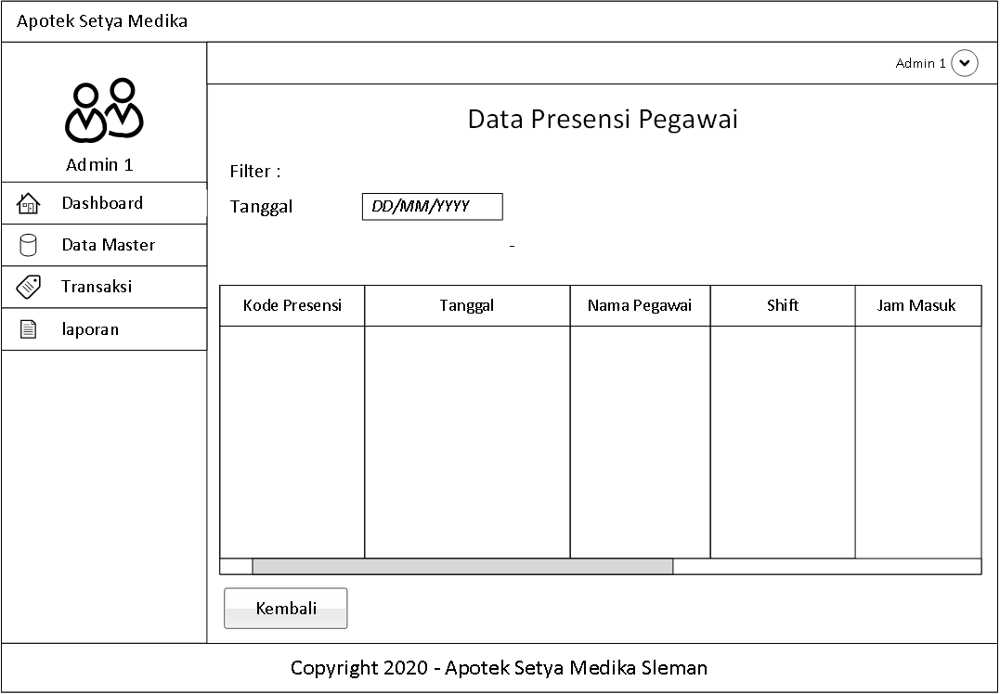 Apotek Setya Medika
Admin 1
Admin 1
Dashboard
Data Master
Transaksi
laporan
Data Presensi Pegawai
Filter :
Tanggal DD/MM/YYYY
-
Kode Presensi Tanggal Nama Pegawai Shift Jam Masuk
Kembali
Copyright 2020 - Apotek Setya Medika Sleman